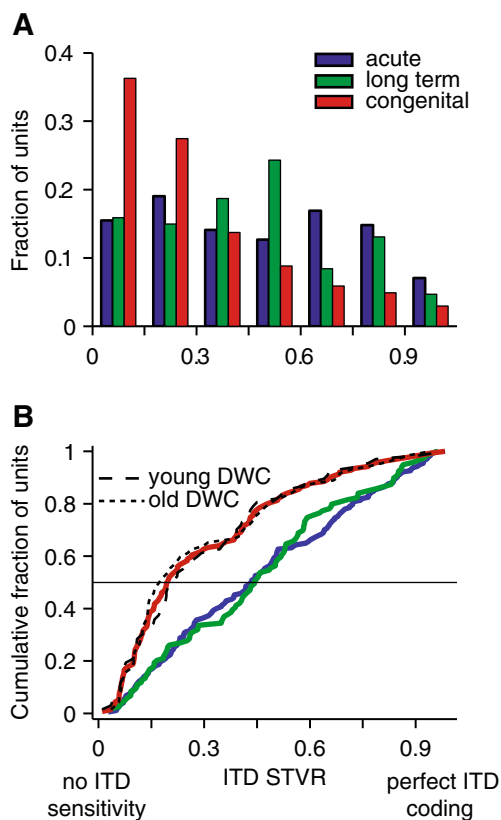 A
0.4
0.3
0.2
0.1
0
Fraction of units
acute
long term
congenital
0
0.3
0.6
0.9
B
1
0.8
0.6
0.4
0.2
0
Cumulative fraction of units
young DWC
old DWC
0
0.3
0.6
0.9
no ITD
sensitivity
ITD STVR
perfect ITD
coding